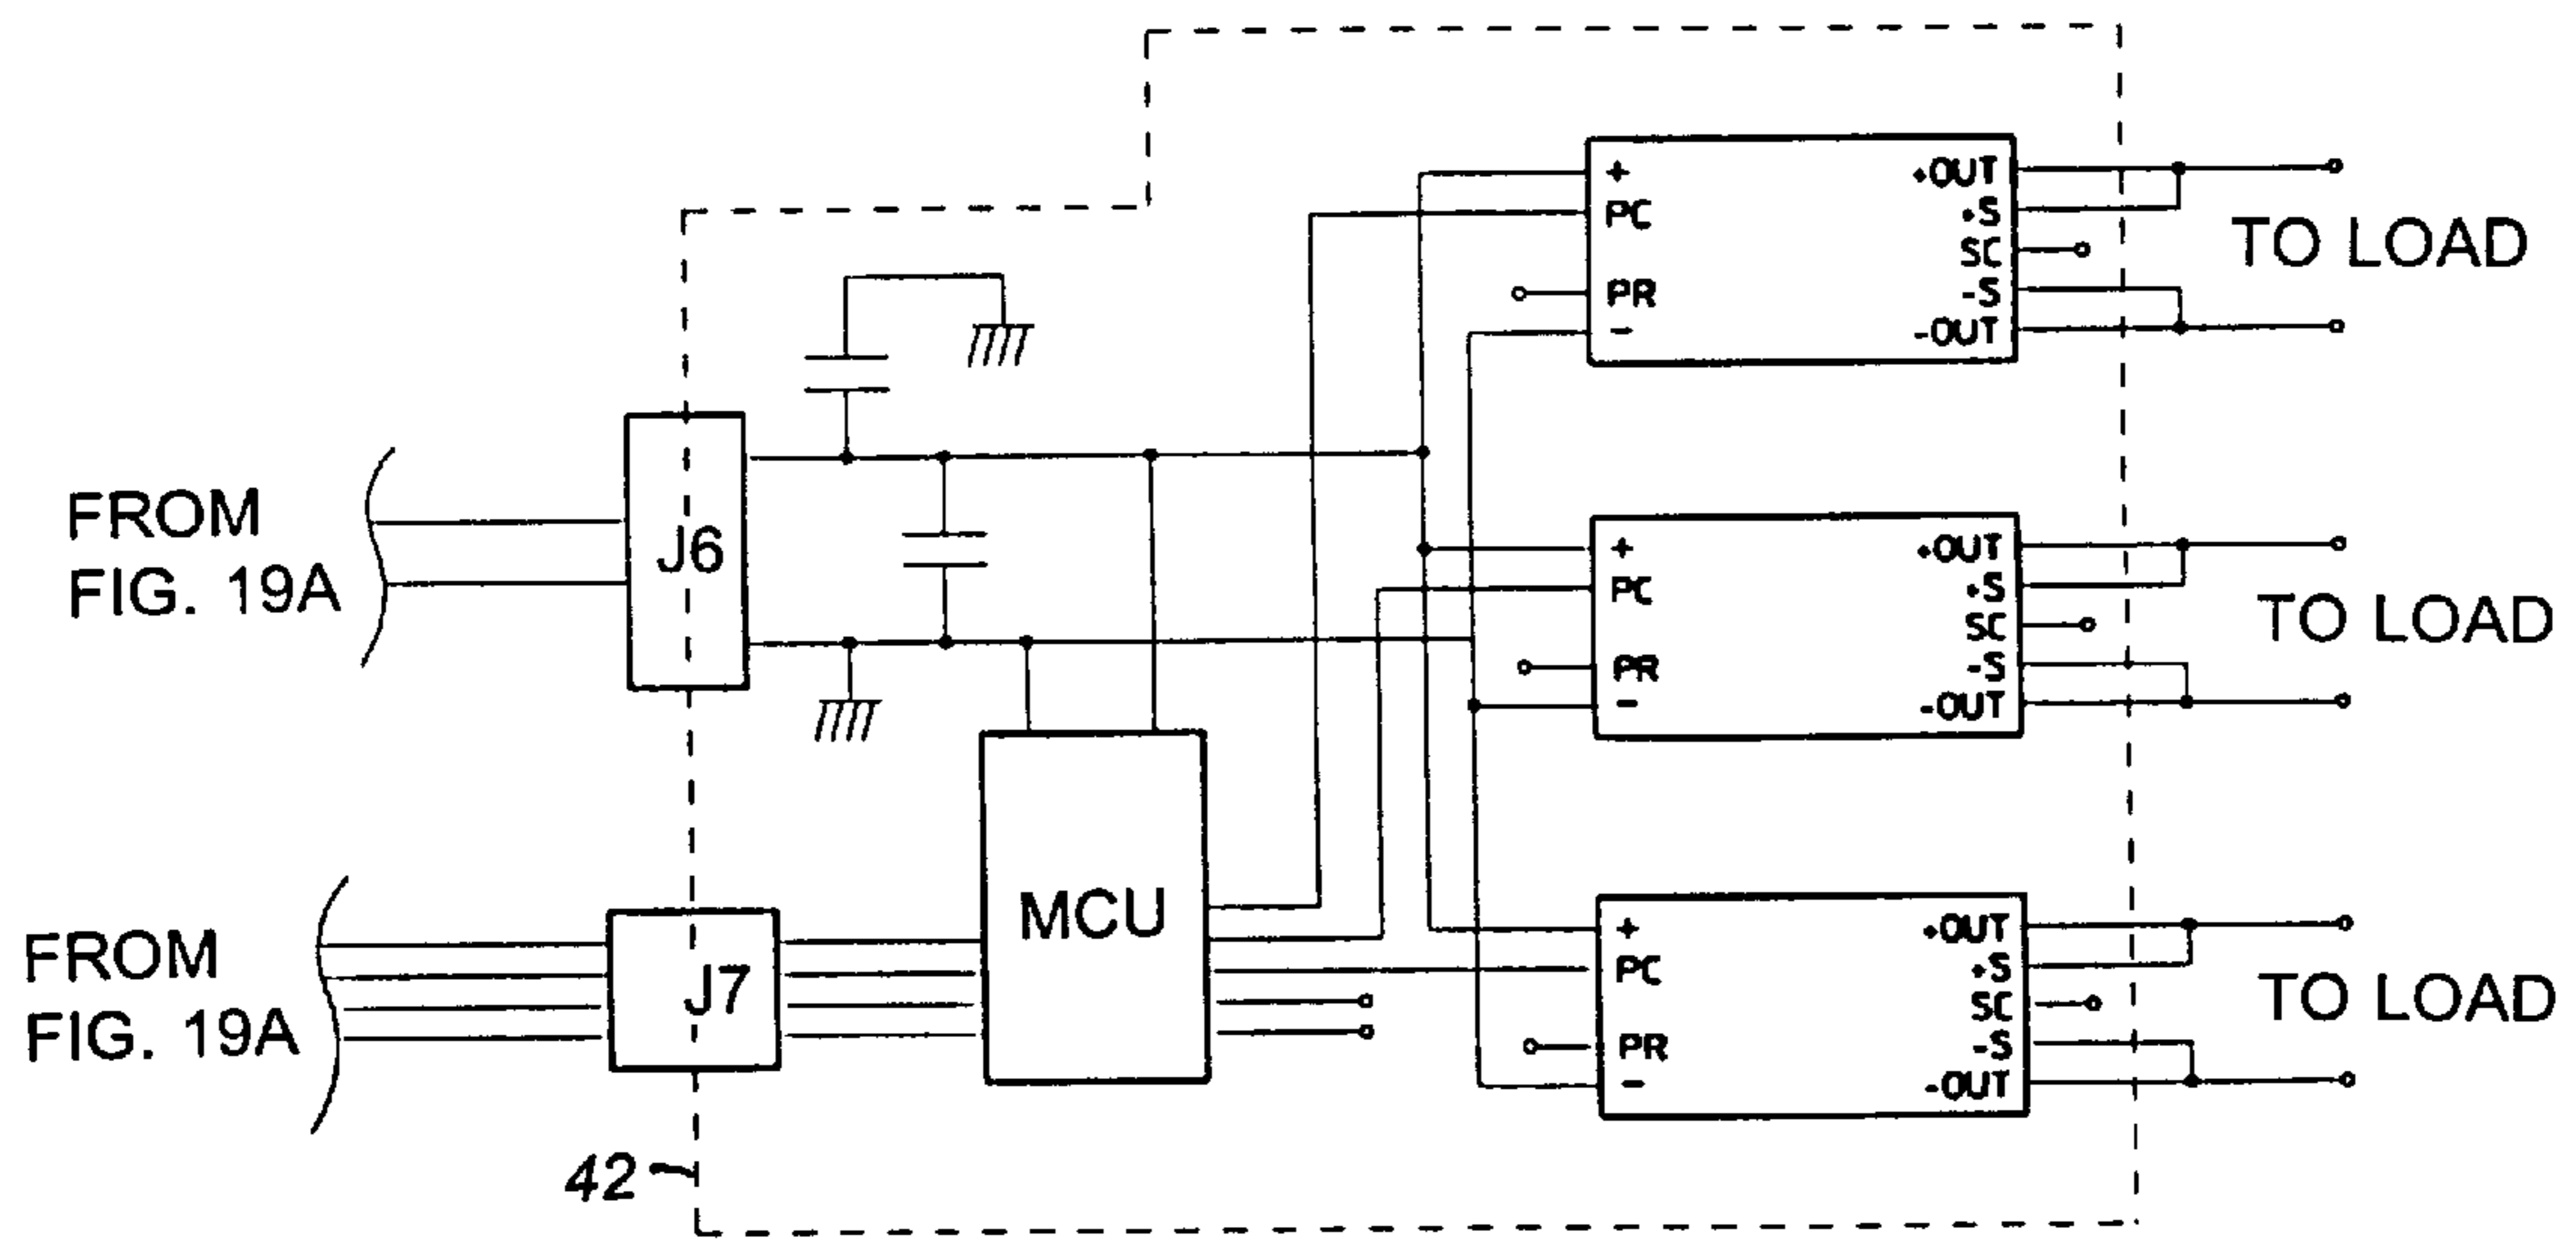 +
PC
PR
-
+OUT
+S
SC
-S
-OUT
TO LOAD
FROM
FIG. 19A
J6
+
PC
PR
-
+OUT
+S
SC
-S
-OUT
TO LOAD
FROM
FIG. 19A
J7
MCU
+
PC
PR
-
+OUT
+S
SC
-S
-OUT
TO LOAD
42